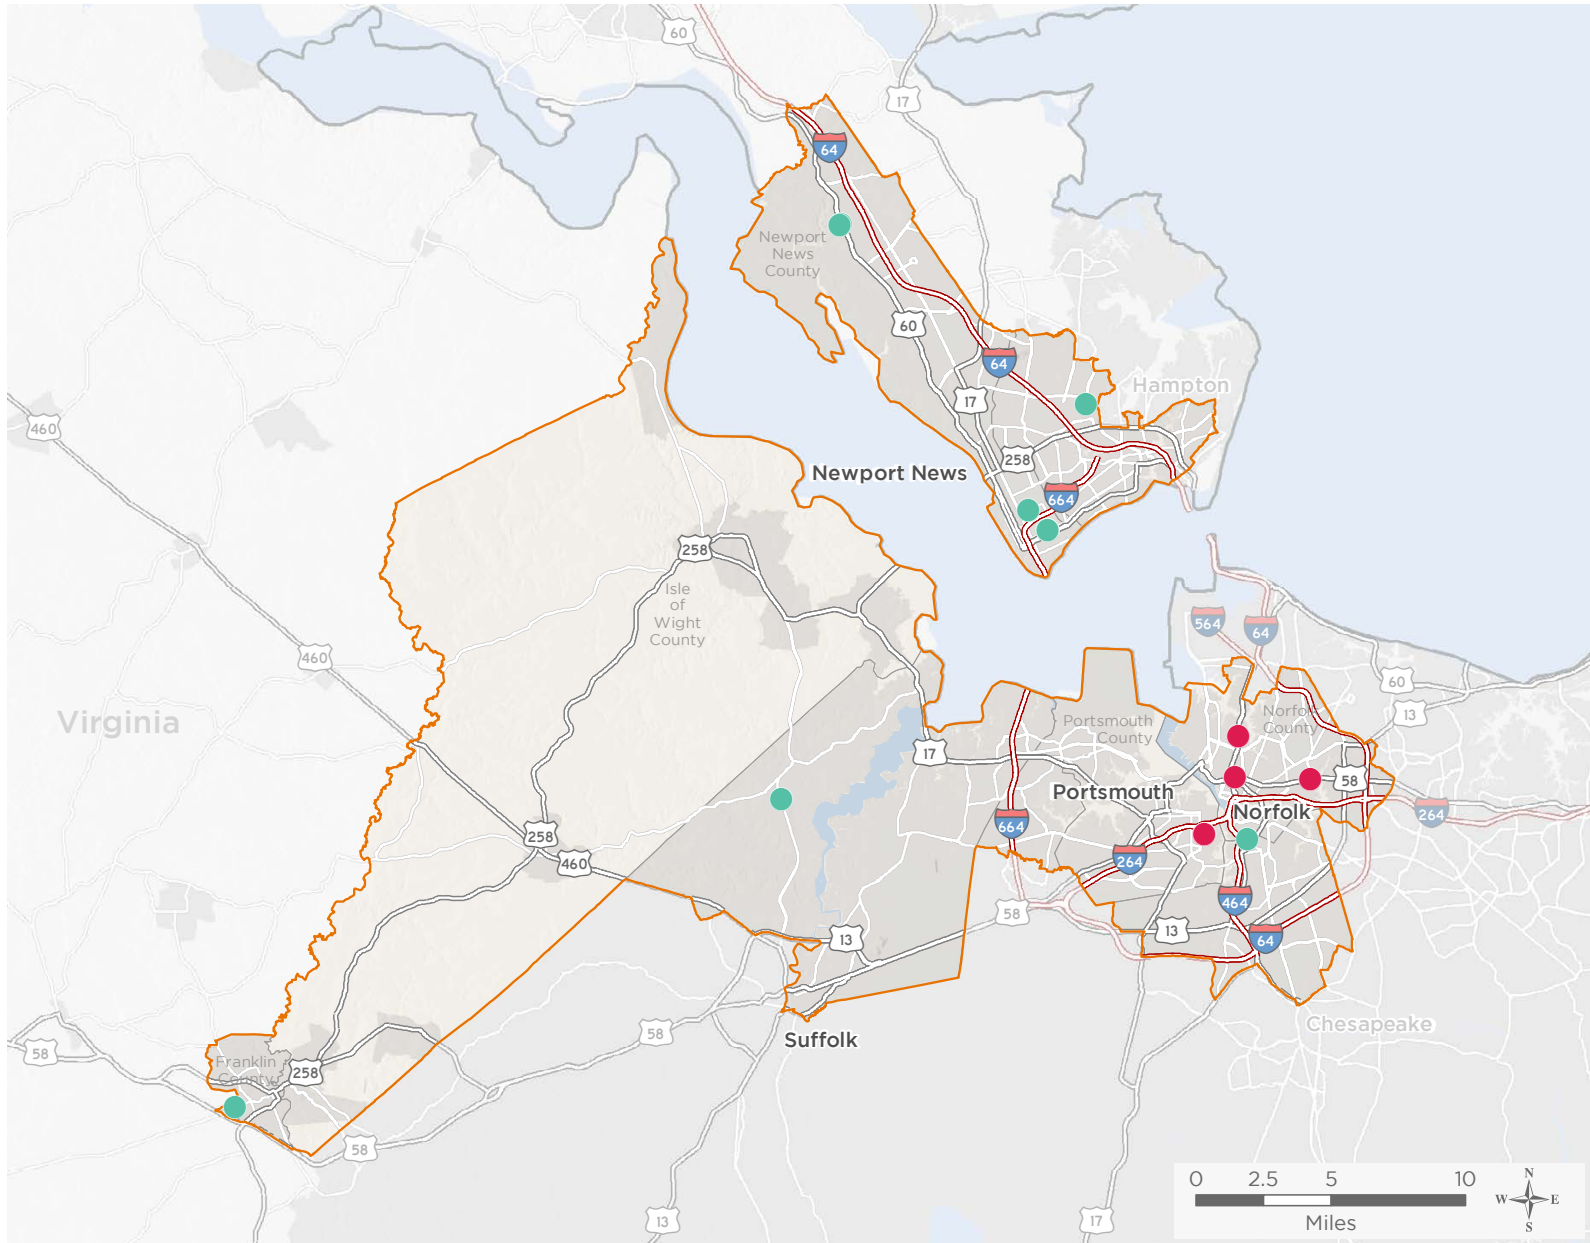 60
17
64
Newport
News
County
60
64
Hampton
17
460
258
Newport News
664
258
Isle
of
Wight
County
564
64
460
60
13
Virginia
Norfolk
County
Portsmouth
County
17
58
Portsmouth
Norfolk
264
664
258
460
264
464
58
13
13
64
Chesapeake
58
Suffolk
58
Franklin
County
258
58
13
17
0 2.5 5 10
Miles
N
W E
S